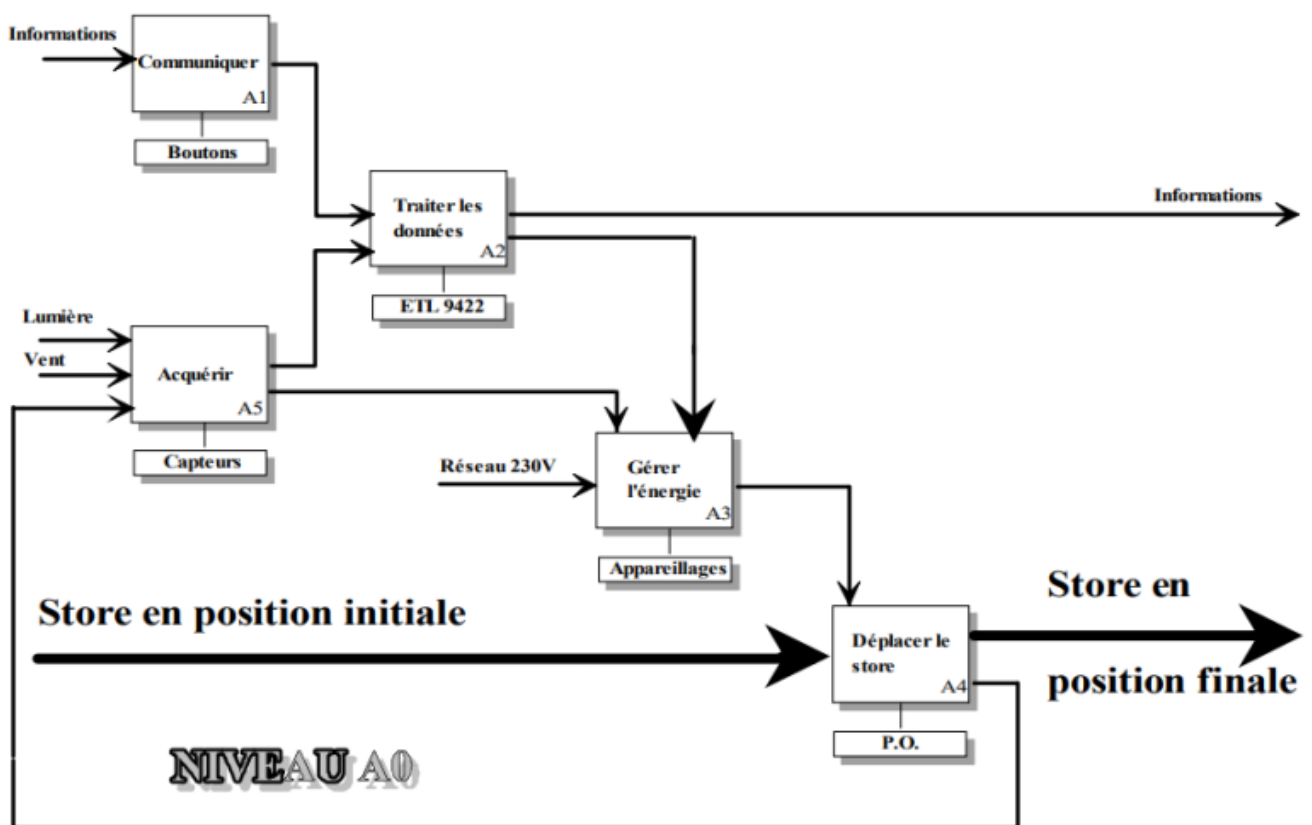 Informations
Communiquer
A1
Boutons
Traiter les
données
A2
ETL 9422
Informations
Lumière
Vent
Acquérir
A5
Capteurs
Réseau 230V
Gérer
l'énergie
A3
Appareillages
Store en position initiale
Déplacer le
store
A4
P.O.
Store en
position finale
NIVEAU A0